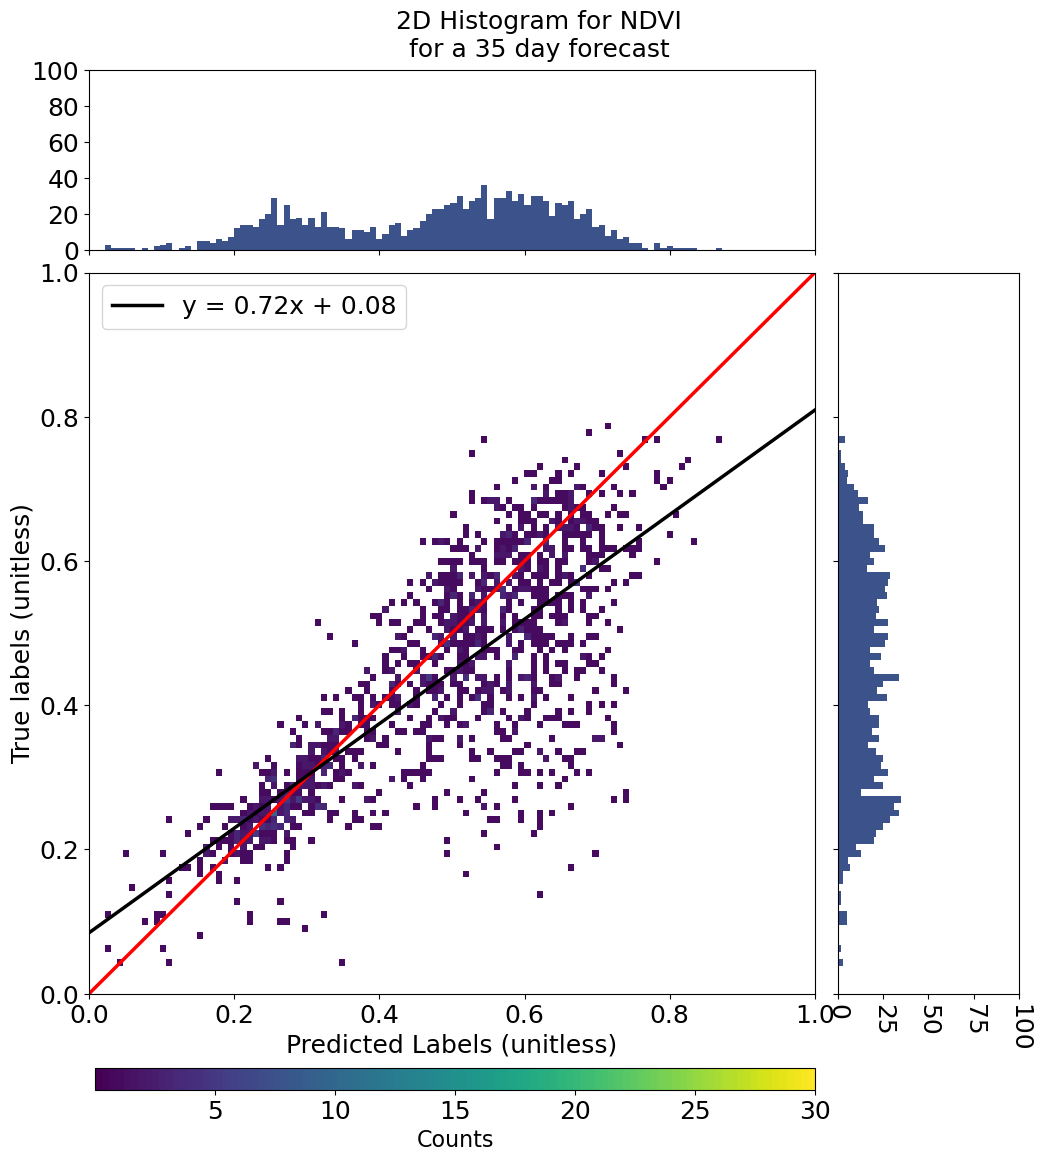 2D Histogram for NDVI
for a 35 day forecast
100
80
60
40
20
0
1.0
0.8
0.6
0.4
0.2
0.0
True labels (unitless)
y = 0.72x + 0.08
0.0 0.2 0.4 0.6 0.8 1.0
Predicted Labels (unitless)
0 25 50 75 100
5 10 15 20 25 30
Counts